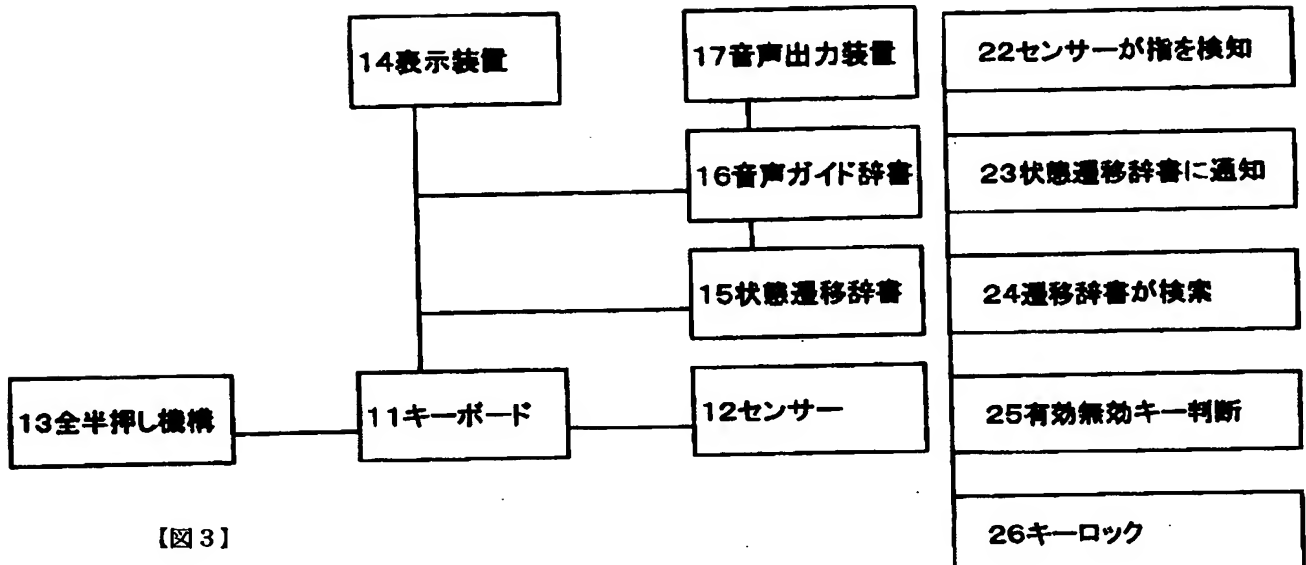 14表示装置
17音声出力装置
16音声ガイド辞書
15状態遷移辞書
13全半押し機構
11キーボード
12センサー
22センサーが指を検知
23状態遷移辞書に通知
24遷移辞書が検索
25有効無効キー判断
26キーロック
【図3】